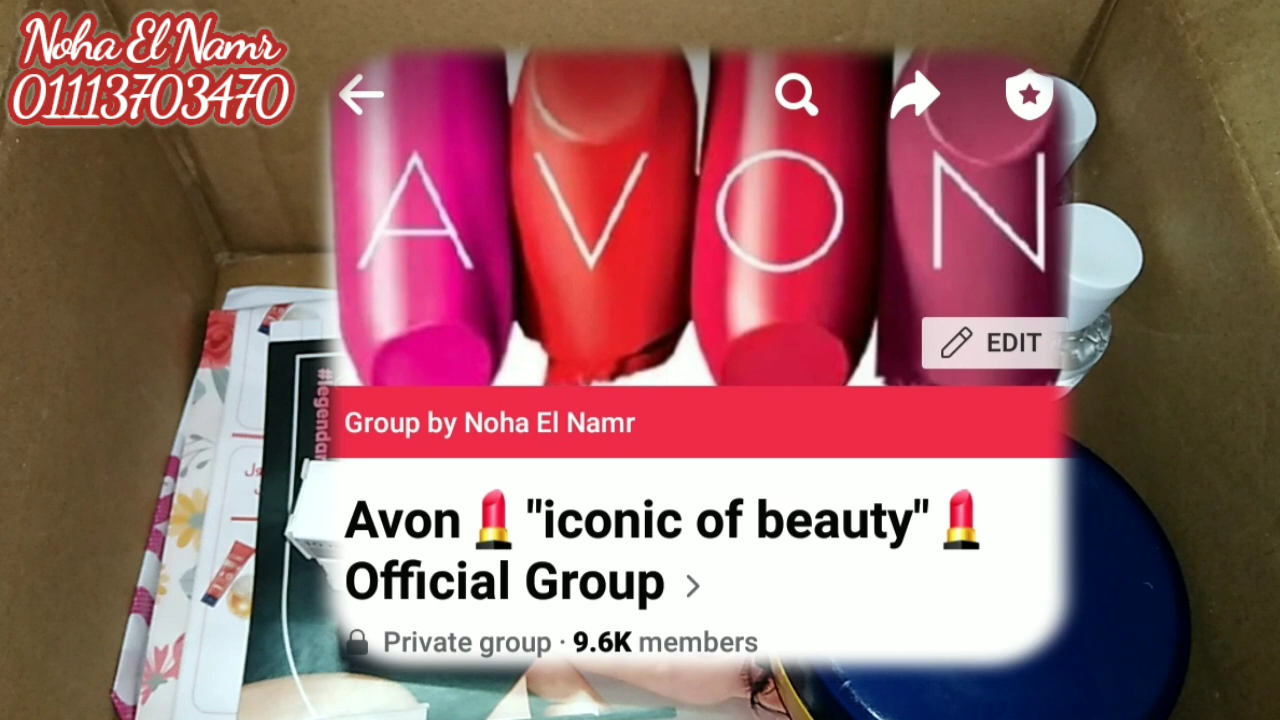 Noha El Namr
01113703470
AVON
EDIT
Group by Noha El Namr
#legendar
Avon 💄 "iconic of beauty" 💄
Official Group >
Private group · 9.6K members